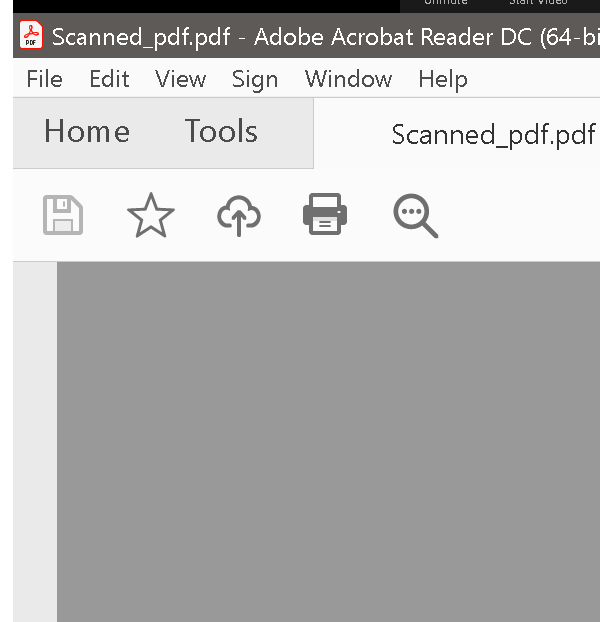 Unmute Start Video
Scanned_pdf.pdf - Adobe Acrobat Reader DC (64-bi
PDF
File Edit View Sign Window Help
Home Tools Scanned_pdf.pdf